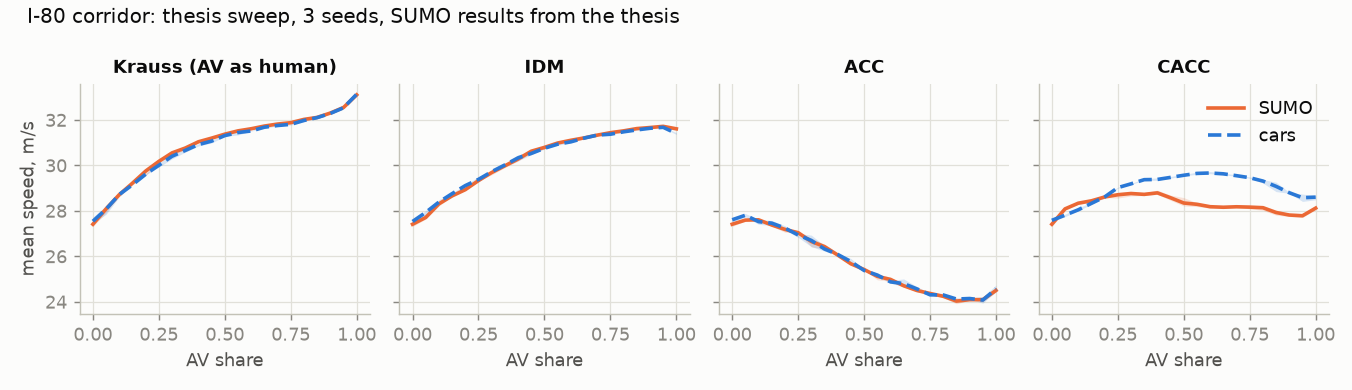 I-80 corridor: thesis sweep, 3 seeds, SUMO results from the thesis
Krauss (AV as human)
IDM
ACC
CACC
mean speed, m/s
32
30
28
26
24
SUMO
cars
0.00 0.25 0.50 0.75 1.00
0.00 0.25 0.50 0.75 1.00
0.00 0.25 0.50 0.75 1.00
0.00 0.25 0.50 0.75 1.00
AV share
AV share
AV share
AV share